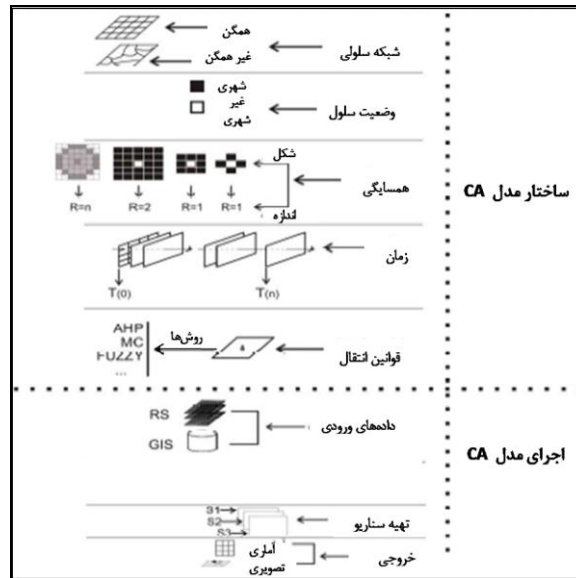 همگن
غیر همگن
شبکه سلولی
شهری
غیر
شهری
وضعیت سلول
شکل
همسایگی
اندازه
R=1
R=1
R=2
R=n
ساختار مدل CA
زمان
T(0)
T(n)
AHP
MC
FUZZY
...
روش‌ها
قوانین انتقال
RS
GIS
داده‌های ورودی
اجرای مدل CA
S1
S2
S3
تهیه سناریو
آماری
تصویری
خروجی